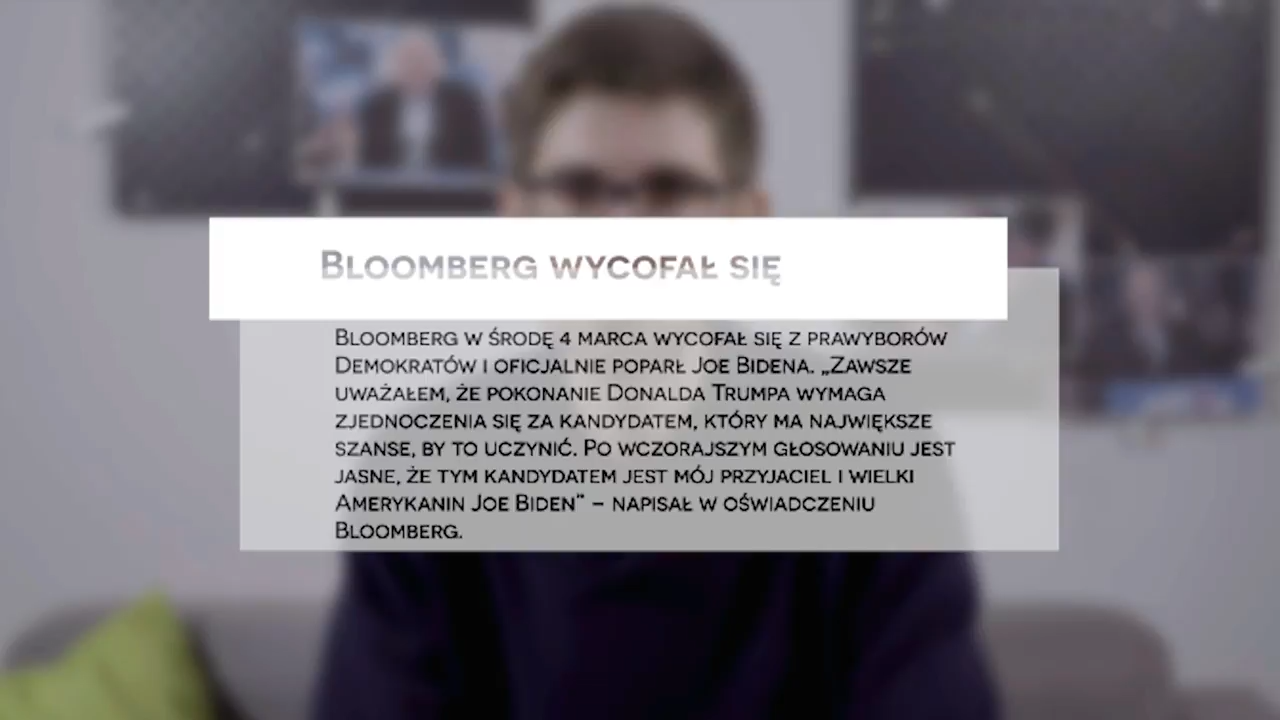 Bloomberg wycofał się
Bloomberg w środę 4 marca wycofał się z prawyborów
Demokratów i oficjalnie poparł Joe Bidena. „Zawsze
uważałem, że pokonanie Donalda Trumpa wymaga
zjednoczenia się za kandydatem, który ma największe
szanse, by to uczynić. Po wczorajszym głosowaniu jest
jasne, że tym kandydatem jest mój przyjaciel i wielki
Amerykanin Joe Biden” – napisał w oświadczeniu
Bloomberg.